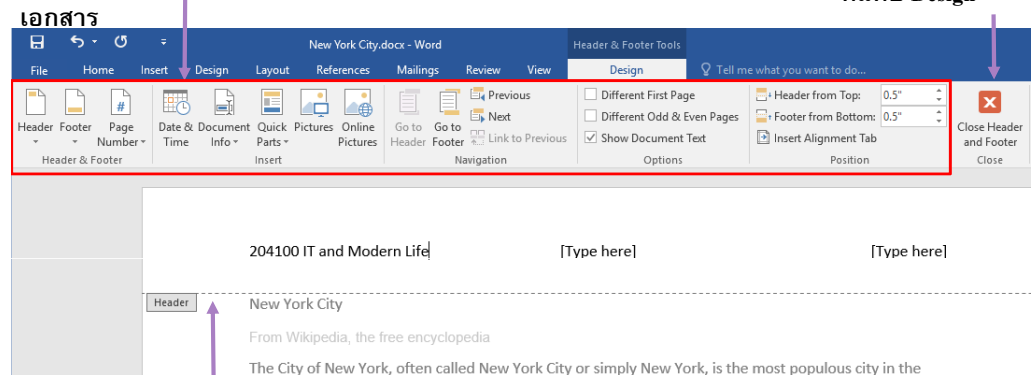 เอกสาร
Design
New York City.docx - Word
Header & Footer Tools
File Home Insert Design Layout References Mailings Review View Design Tell me what you want to do...
Header Footer Page Number
Date & Time Document Info Quick Parts Pictures Online Pictures
Go to Header Go to Footer Previous
Next
Link to Previous
Different First Page
Different Odd & Even Pages
Show Document Text
Header from Top: 0.5"
Footer from Bottom: 0.5"
Insert Alignment Tab
Close Header and Footer
Header & Footer Insert Navigation Options Position Close
204100 IT and Modern Life [Type here] [Type here]
Header
New York City
From Wikipedia, the free encyclopedia
The City of New York, often called New York City or simply New York, is the most populous city in the